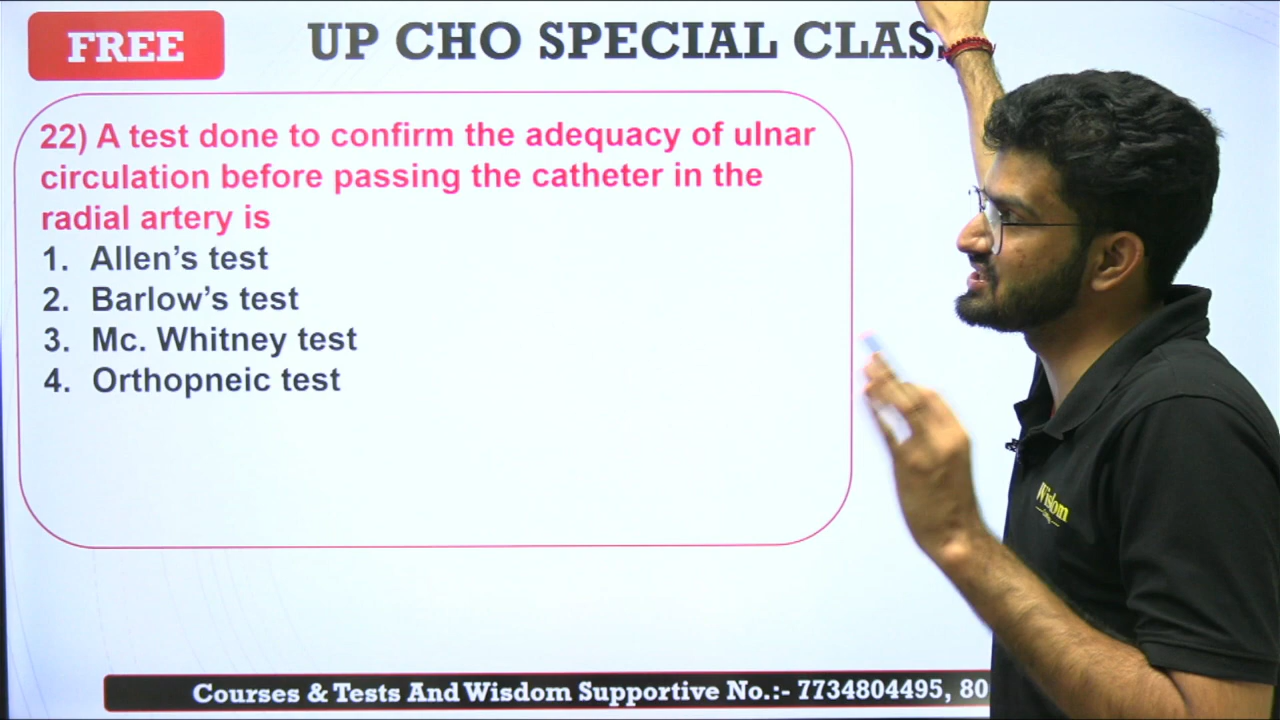 FREE
UP CHO SPECIAL CLAS
22) A test done to confirm the adequacy of ulnar
circulation before passing the catheter in the
radial artery is
1. Allen’s test
2. Barlow’s test
3. Mc. Whitney test
4. Orthopneic test
Wisdom
Courses & Tests And Wisdom Supportive No.:- 7734804495, 80